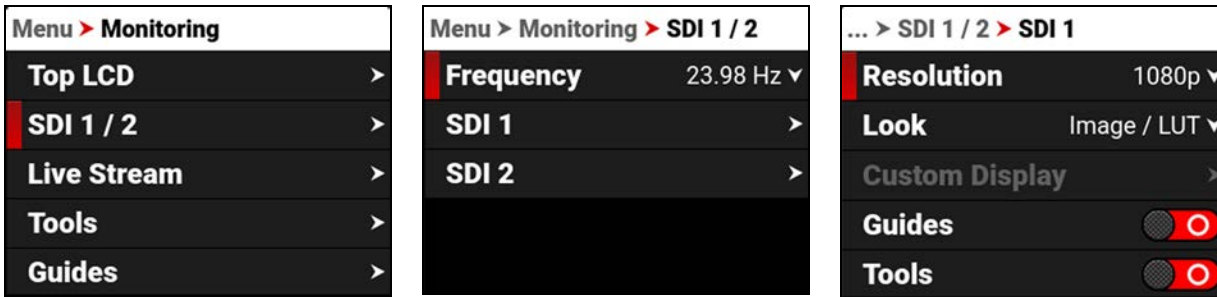 Menu > Monitoring
Top LCD >
SDI 1 / 2 >
Live Stream >
Tools >
Guides >
Menu > Monitoring > SDI 1 / 2
Frequency 23.98 Hz
SDI 1 >
SDI 2 >
... > SDI 1 / 2 > SDI 1
Resolution 1080p
Look Image / LUT
Custom Display >
Guides
Tools